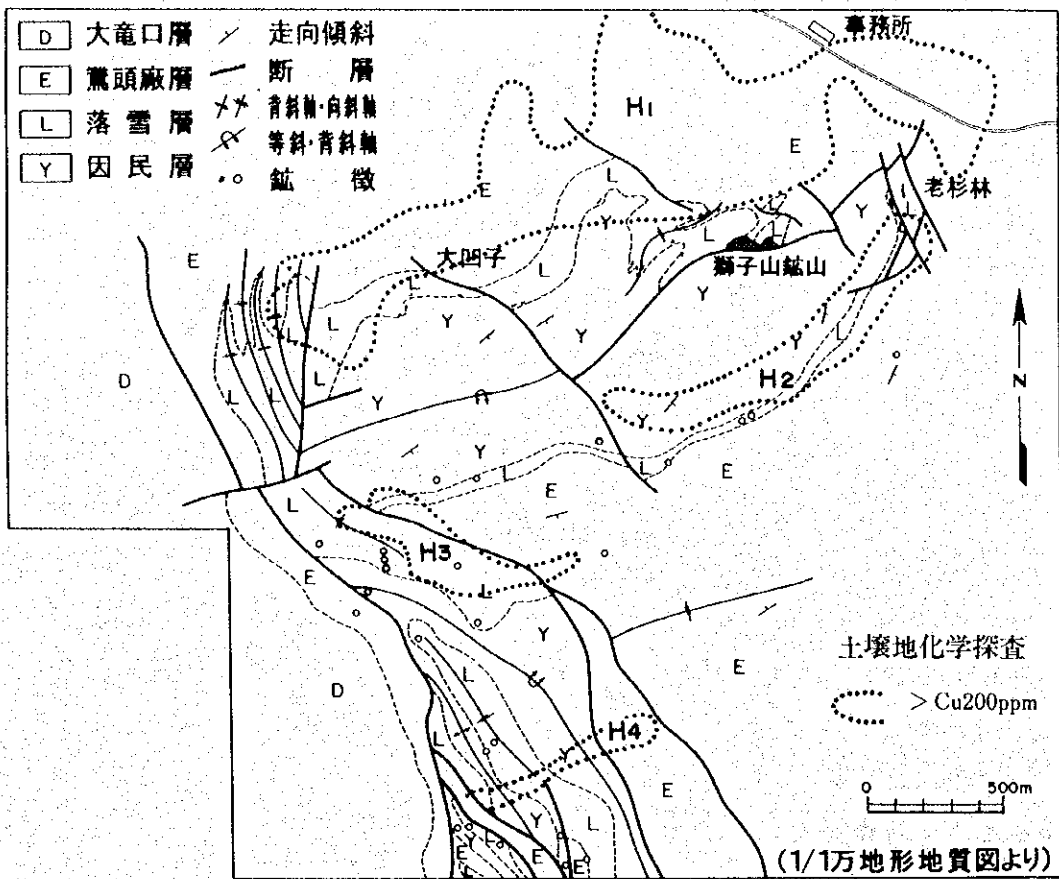 D 大竜口層 走向傾斜
E 鵞頭廠層 断層
L 落雪層 背斜軸・向斜軸
Y 因民層 等斜・背斜軸
鉱徴
事務所
H1
E
E
L
老杉林
L
Y
Y
L
L
L
大凹子
獅子山鉱山
E
L
L
Y
Y
Y
L
L
Y
D
L
L
L
H2
N
Y
Y
Y
L
L
E
E
L
Y
H3
E
L
Y
土壌地化学探査
D
L
E
> Cu200ppm
H4
L
Y
E
0 500m
Y
L
Y
L
E
E
E
(1/1万地形地質図より)